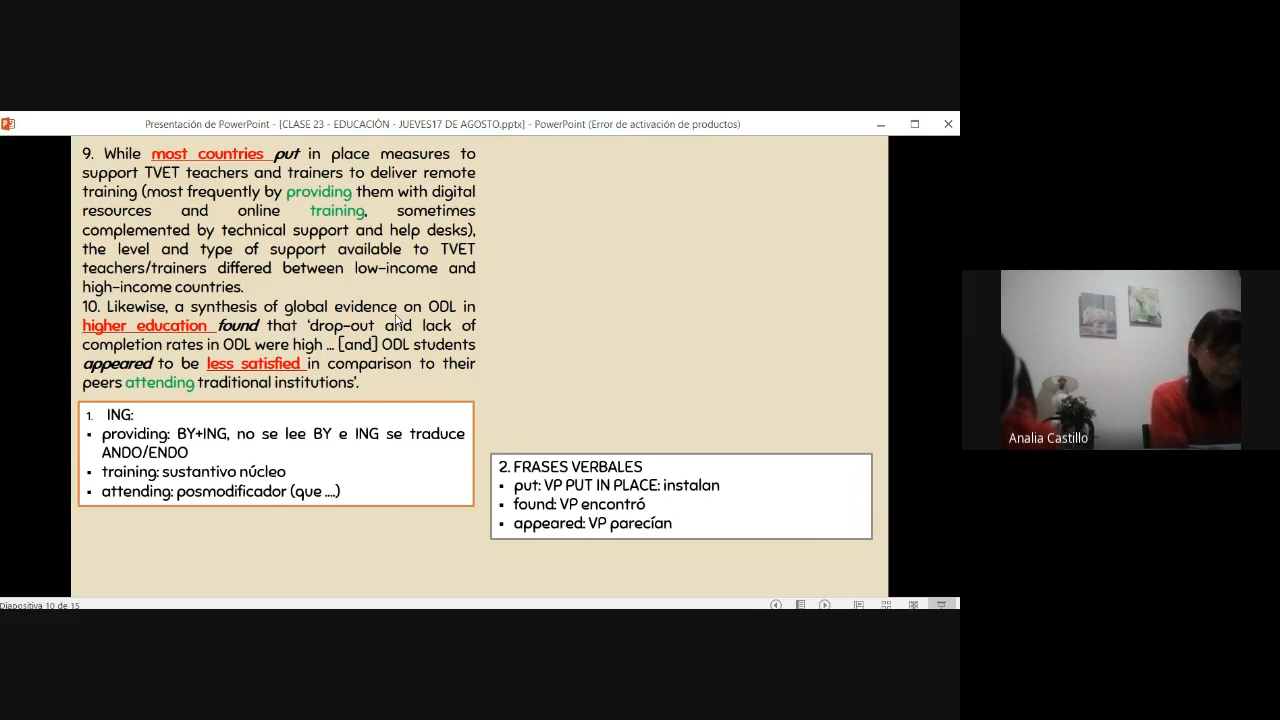 Presentación de PowerPoint - [CLASE 23 - EDUCACIÓN - JUEVES17 DE AGOSTO.pptx] - PowerPoint (Error de activación de productos)
9. While most countries put in place measures to
support TVET teachers and trainers to deliver remote
training (most frequently by providing them with digital
resources and online training, sometimes
complemented by technical support and help desks),
the level and type of support available to TVET
teachers/trainers differed between low-income and
high-income countries.
10. Likewise, a synthesis of global evidence on ODL in
higher education found that ‘drop-out and lack of
completion rates in ODL were high … [and] ODL students
appeared to be less satisfied in comparison to their
peers attending traditional institutions’.
1. ING:
▪ providing: BY+ING, no se lee BY e ING se traduce
ANDO/ENDO
▪ training: sustantivo núcleo
▪ attending: posmodificador (que ….)
2. FRASES VERBALES
▪ put: VP PUT IN PLACE: instalan
▪ found: VP encontró
▪ appeared: VP parecían
Diapositiva 10 de 15
Analia Castillo